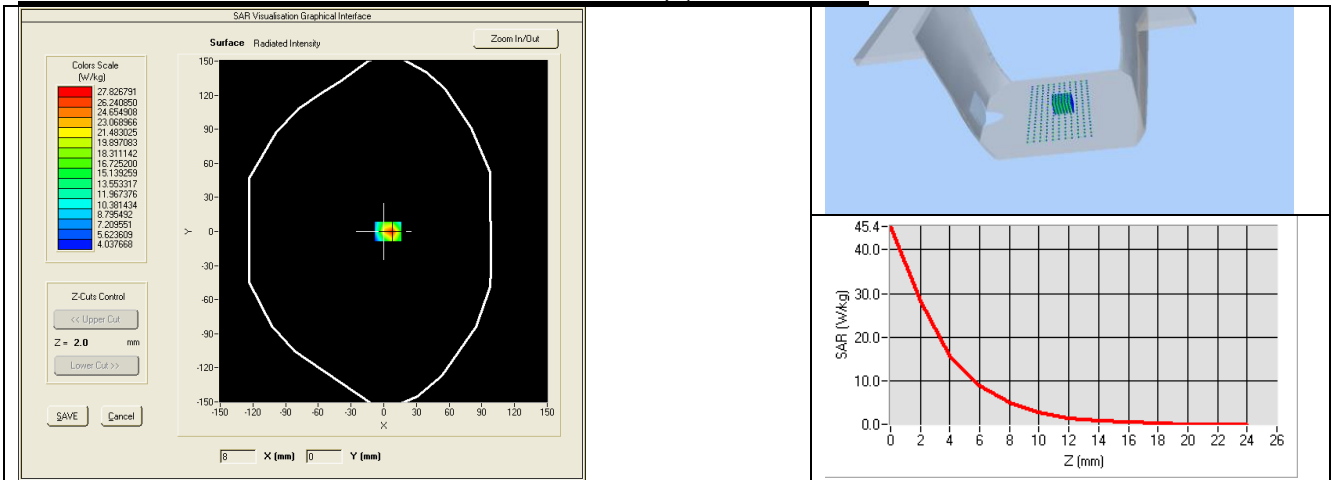 SAR Visualisation Graphical Interface
Surface Radiated Intensity
Zoom In/Out
Colors Scale
(W/kg)
27.826791
26.240850
24.654908
23.068966
21.483025
19.897083
18.311142
16.725200
15.139259
13.553317
11.967376
10.381434
8.795492
7.209551
5.623609
4.037668
Z-Cuts Control
<< Upper Cut
Z = 2.0 mm
Lower Cut >>
SAVE Cancel
150
120
90
60
30
Y 0
-30
-60
-90
-120
-150
-150 -120 -90 -60 -30 0 30 60 90 120 150
X
8 X (mm) 0 Y (mm)
45.4
40.0
30.0
20.0
10.0
0.0
SAR (W/kg)
0 2 4 6 8 10 12 14 16 18 20 22 24 26
Z (mm)